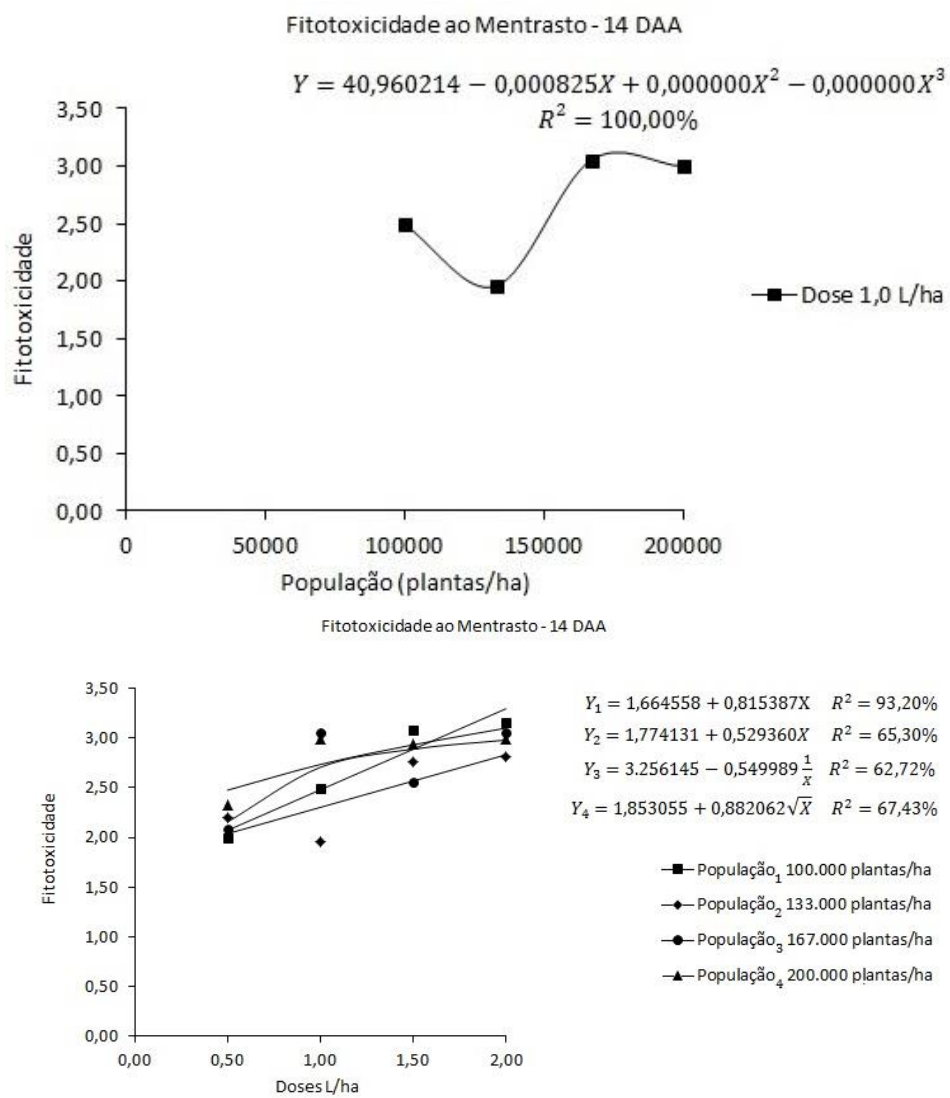 Fitotoxicidade ao Mentrasto - 14 DAA
Y = 40,960214 − 0,000825X + 0,000000X² − 0,000000X³
R² = 100,00%
3,50
3,00
2,50
2,00
1,50
1,00
0,50
0,00
Fitotoxicidade
0 50000 100000 150000 200000
População (plantas/ha)
Dose 1,0 L/ha
Fitotoxicidade ao Mentrasto - 14 DAA
3,50
3,00
2,50
2,00
1,50
1,00
0,50
0,00
Fitotoxicidade
0,00 0,50 1,00 1,50 2,00
Doses L/ha
Y₁ = 1,664558 + 0,815387X R² = 93,20%
Y₂ = 1,774131 + 0,529360X R² = 65,30%
Y₃ = 3.256145 − 0,549989 1/X R² = 62,72%
Y₄ = 1,853055 + 0,882062√X R² = 67,43%
População₁ 100.000 plantas/ha
População₂ 133.000 plantas/ha
População₃ 167.000 plantas/ha
População₄ 200.000 plantas/ha